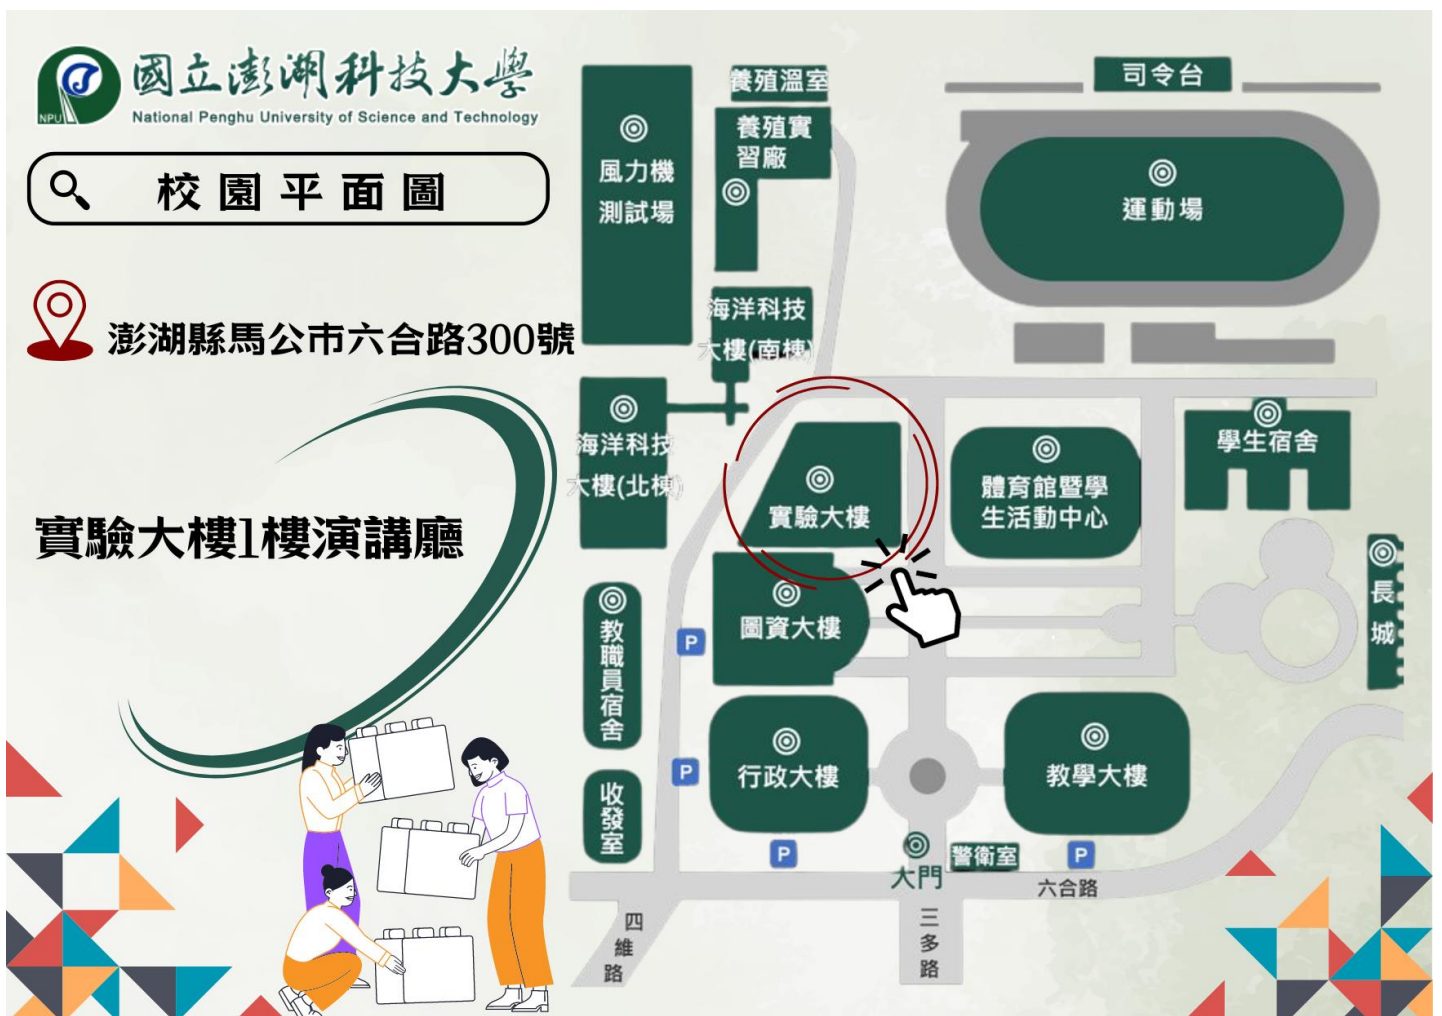 國立澎湖科技大學
National Penghu University of Science and Technology
NPU
校園平面圖
澎湖縣馬公市六合路300號
實驗大樓1樓演講廳
風力機
測試場
養殖溫室
養殖實
習廠
司令台
運動場
海洋科技
大樓(南棟)
海洋科技
大樓(北棟)
實驗大樓
體育館暨學
生活動中心
學生宿舍
長城
圖資大樓
教職員宿舍
P
行政大樓
教學大樓
P
收發室
P
大門
警衛室
P
六合路
四維路
三多路